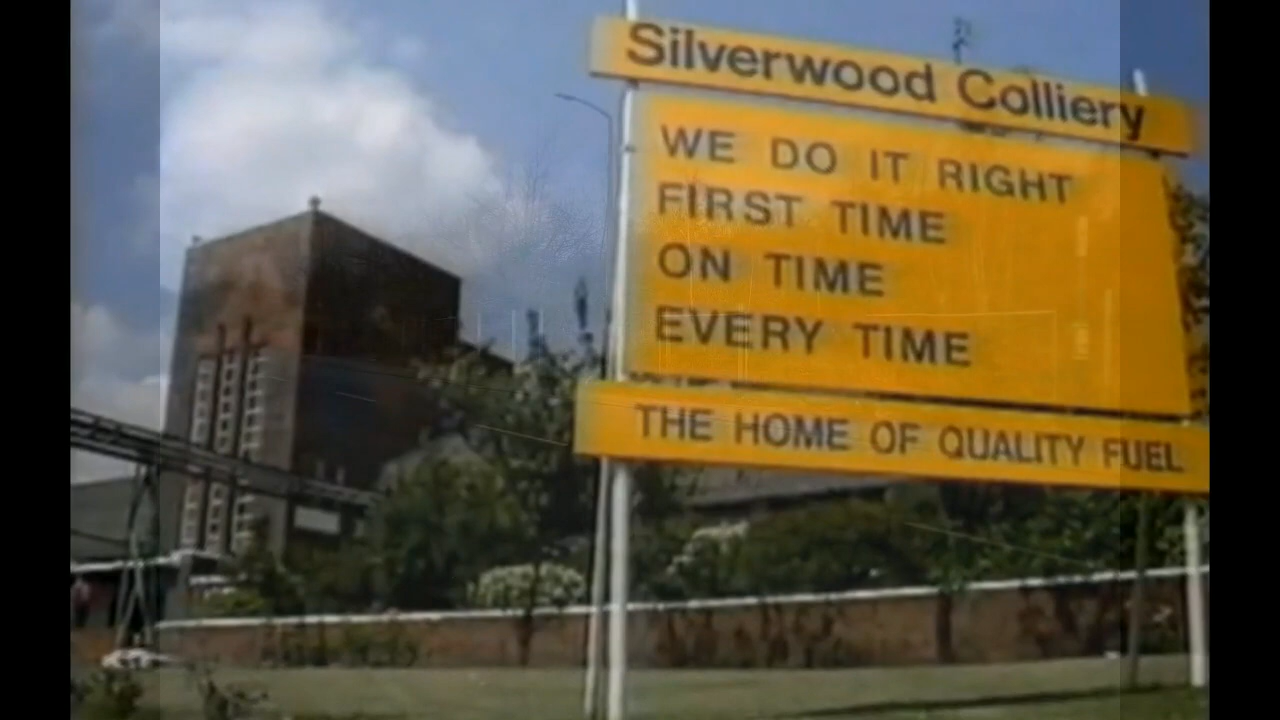 Silverwood Colliery
WE DO IT RIGHT
FIRST TIME
ON TIME
EVERY TIME
THE HOME OF QUALITY FUEL